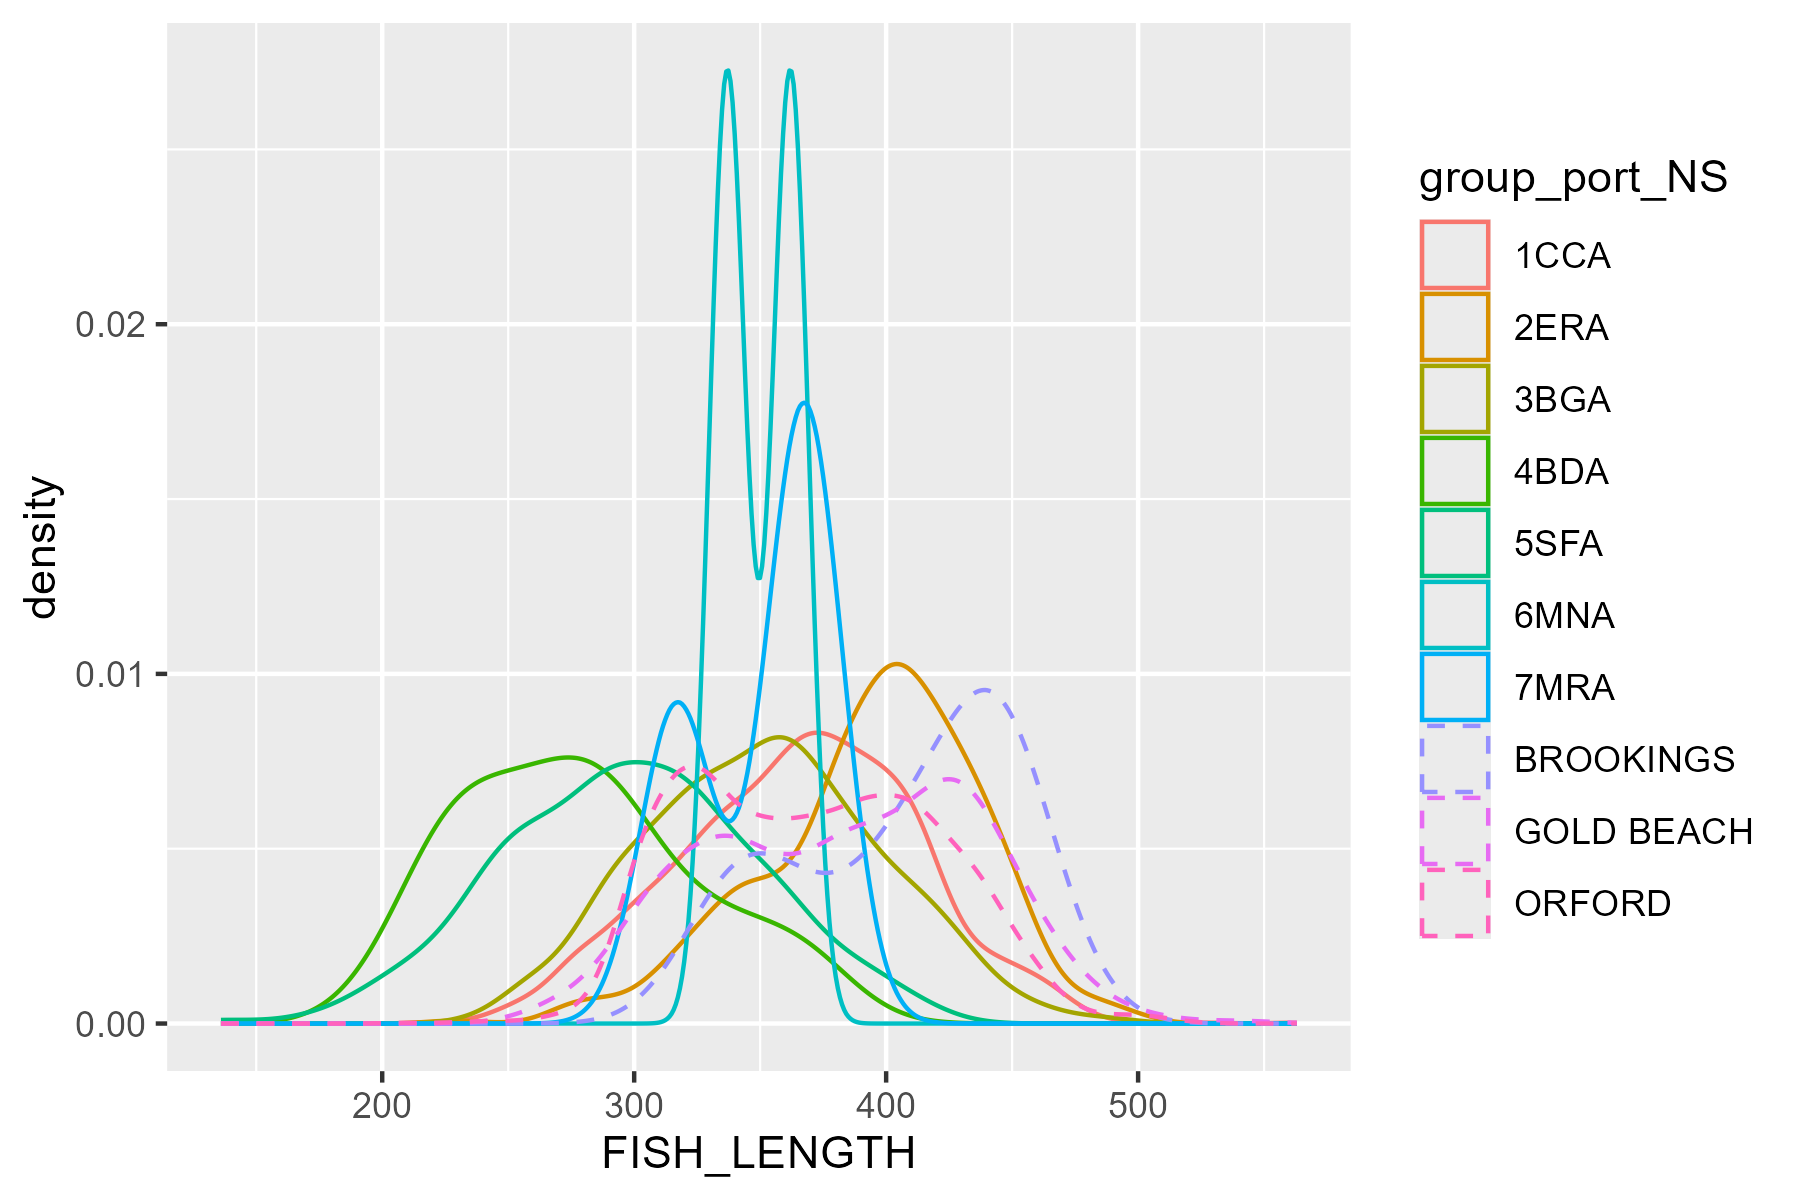 density
0.02
0.01
0.00
200 300 400 500
FISH_LENGTH
group_port_NS
1CCA
2ERA
3BGA
4BDA
5SFA
6MNA
7MRA
BROOKINGS
GOLD BEACH
ORFORD